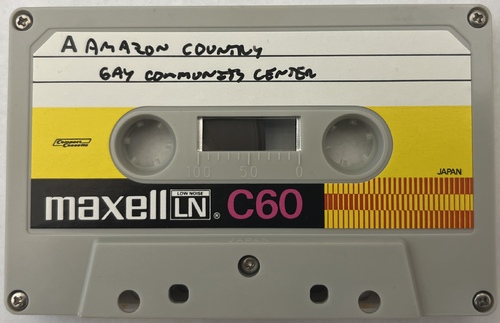 A AMAZON COUNTRY
GAY COMMUNITY CENTER
Compact Cassette
100 50 0
JAPAN
maxell LOW NOISE LN ® C60